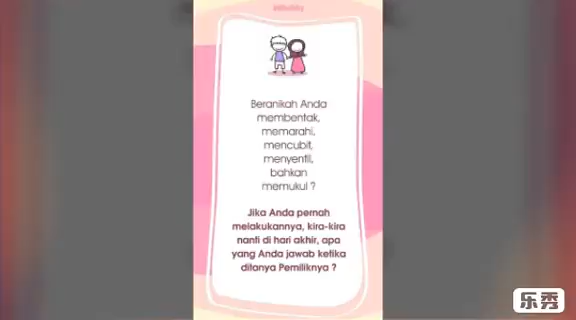 Beranikah Anda
membentak,
memarahi,
mencubit,
menyentil,
bahkan
memukul ?
Jika Anda pernah
melakukannya, kira-kira
nanti di hari akhir, apa
yang Anda jawab ketika
ditanya Pemiliknya ?
乐秀